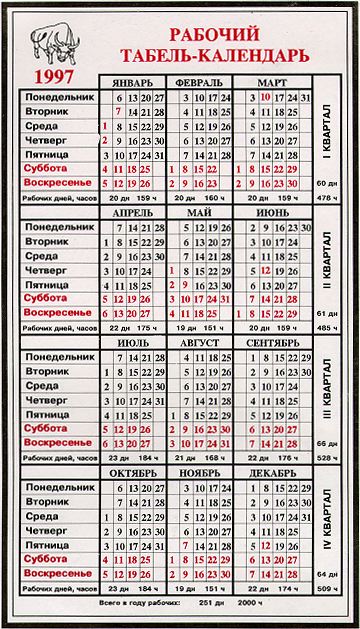 РАБОЧИЙ
ТАБЕЛЬ-КАЛЕНДАРЬ
1997
ЯНВАРЬ ФЕВРАЛЬ МАРТ
Понедельник 6 13 20 27 3 10 17 24 3 10 17 24 31
Вторник 7 14 21 28 4 11 18 25 4 11 18 25
Среда 1 8 15 22 29 5 12 19 26 5 12 19 26
Четверг 2 9 16 23 30 6 13 20 27 6 13 20 27
Пятница 3 10 17 24 31 7 14 21 28 7 14 21 28
Суббота 4 11 18 25 1 8 15 22 1 8 15 22 29
Воскресенье 5 12 19 26 2 9 16 23 2 9 16 23 30
I КВАРТАЛ
60 дн
Рабочих дней, часов 20 дн 159 ч 20 дн 160 ч 20 дн 159 ч 478 ч
АПРЕЛЬ МАЙ ИЮНЬ
Понедельник 7 14 21 28 5 12 19 26 2 9 16 23 30
Вторник 1 8 15 22 29 6 13 20 27 3 10 17 24
Среда 2 9 16 23 30 7 14 21 28 4 11 18 25
Четверг 3 10 17 24 1 8 15 22 29 5 12 19 26
Пятница 4 11 18 25 2 9 16 23 30 6 13 20 27
Суббота 5 12 19 26 3 10 17 24 31 7 14 21 28
Воскресенье 6 13 20 27 4 11 18 25 1 8 15 22 29
II КВАРТАЛ
61 дн
Рабочих дней, часов 22 дн 175 ч 19 дн 151 ч 20 дн 159 ч 485 ч
ИЮЛЬ АВГУСТ СЕНТЯБРЬ
Понедельник 7 14 21 28 4 11 18 25 1 8 15 22 29
Вторник 1 8 15 22 29 5 12 19 26 2 9 16 23 30
Среда 2 9 16 23 30 6 13 20 27 3 10 17 24
Четверг 3 10 17 24 31 7 14 21 28 4 11 18 25
Пятница 4 11 18 25 1 8 15 22 29 5 12 19 26
Суббота 5 12 19 26 2 9 16 23 30 6 13 20 27
Воскресенье 6 13 20 27 3 10 17 24 31 7 14 21 28
III КВАРТАЛ
66 дн
Рабочих дней, часов 23 дн 184 ч 21 дн 168 ч 22 дн 176 ч 528 ч
ОКТЯБРЬ НОЯБРЬ ДЕКАБРЬ
Понедельник 6 13 20 27 3 10 17 24 1 8 15 22 29
Вторник 7 14 21 28 4 11 18 25 2 9 16 23 30
Среда 1 8 15 22 29 5 12 19 26 3 10 17 24 31
Четверг 2 9 16 23 30 6 13 20 27 4 11 18 25
Пятница 3 10 17 24 31 7 14 21 28 5 12 19 26
Суббота 4 11 18 25 1 8 15 22 29 6 13 20 27
Воскресенье 5 12 19 26 2 9 16 23 30 7 14 21 28
IV КВАРТАЛ
64 дн
Рабочих дней, часов 23 дн 184 ч 19 дн 151 ч 22 дн 174 ч 509 ч
Всего в году рабочих: 251 дн 2000 ч